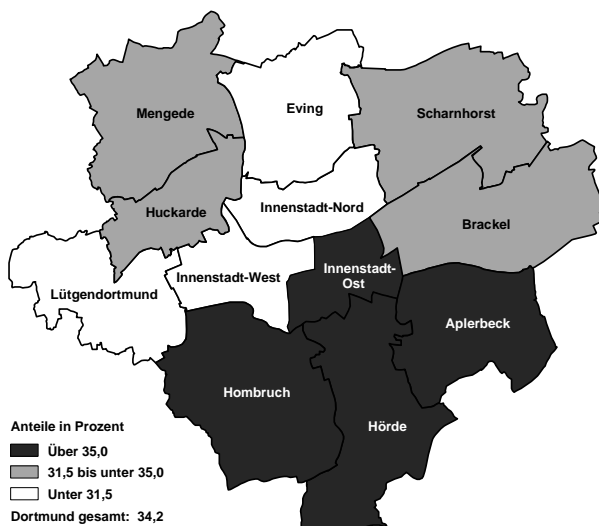 Mengede
Eving
Scharnhorst
Huckarde
Innenstadt-Nord
Brackel
Lütgendortmund
Innenstadt-West
Innenstadt-
Ost
Aplerbeck
Hombruch
Hörde
Anteile in Prozent
Über 35,0
31,5 bis unter 35,0
Unter 31,5
Dortmund gesamt: 34,2